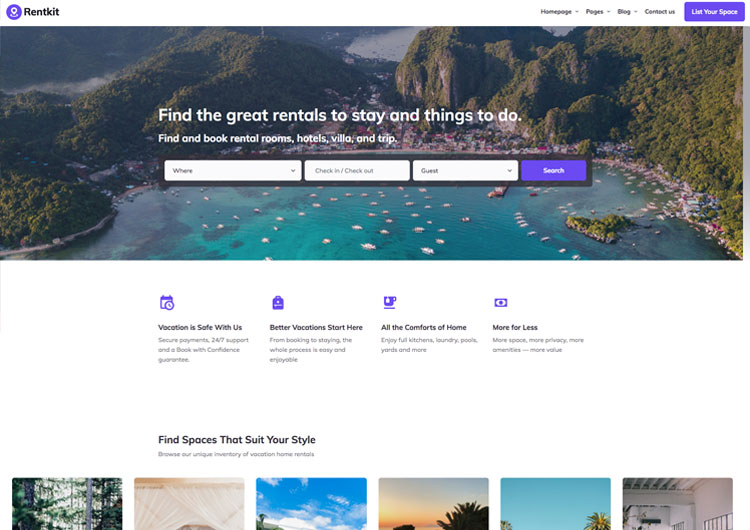 Rentkit
Homepage Pages Blog Contact us List Your Space
Find the great rentals to stay and things to do.
Find and book rental rooms, hotels, villa, and trip.
Where Check in / Check out Guest Search
Vacation is Safe With Us
Secure payments, 24/7 support
and a Book with Confidence
guarantee.
Better Vacations Start Here
From booking to staying, the
whole process is easy and
enjoyable
All the Comforts of Home
Enjoy full kitchens, laundry, pools,
yards and more
More for Less
More space, more privacy, more
amenities — more value
Find Spaces That Suit Your Style
Browse our unique inventory of vacation home rentals